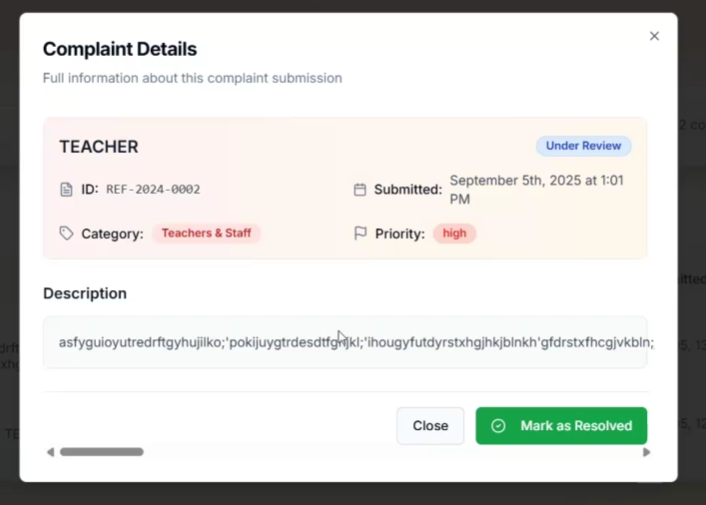 Complaint Details
Full information about this complaint submission
TEACHER
Under Review
ID: REF-2024-0002
Submitted: September 5th, 2025 at 1:01
PM
Category: Teachers & Staff
Priority: high
Description
asfyguioyutredrftgyhujilko;'pokijuygtrdesdtfghjkl;'ihougyfutdyrstxhgjhkjblnkh'gfdrstxfhcgjvkbln;
Close
Mark as Resolved